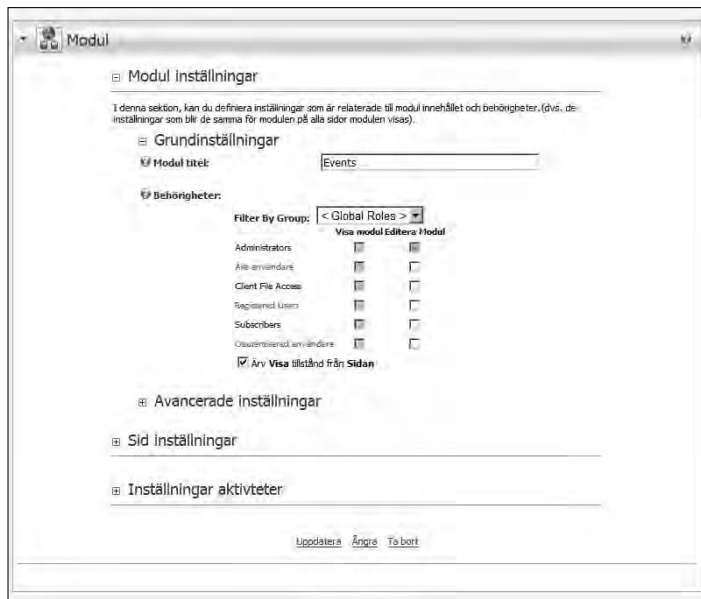 Modul
Modul inställningar
I denna sektion, kan du definiera inställningar som är relaterade till modul innehållet och behörigheter.(dvs. de
inställningar som blir de samma för modulen på alla sidor modulen visas).
Grundinställningar
Modul titel:
Events
Behörigheter:
Filter By Group: < Global Roles >
Visa modul Editera Modul
Administrators
användare
Client File Access
Registered Users
Subscribers
användare
Ärv Visa tillstånd från Sidan
Avancerade inställningar
Sid inställningar
Inställningar aktivteter
Uppdatera Ångra Ta bort